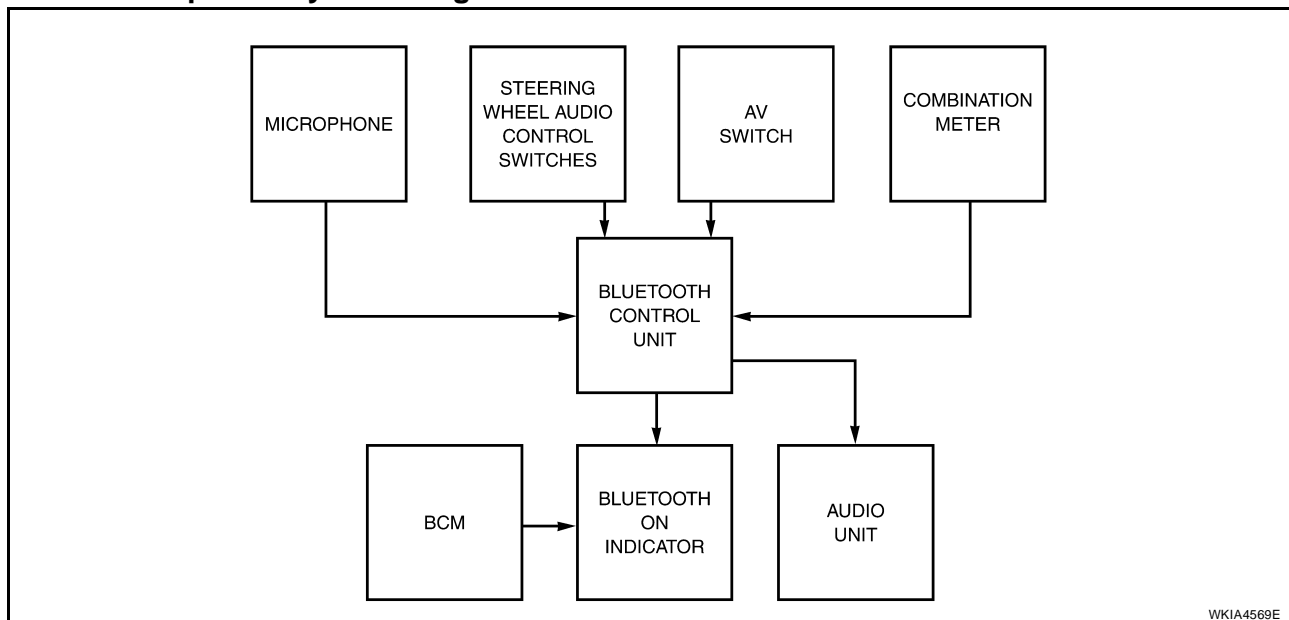 MICROPHONE
STEERING
WHEEL AUDIO
CONTROL
SWITCHES
AV
SWITCH
COMBINATION
METER
BLUETOOTH
CONTROL
UNIT
BCM
BLUETOOTH
ON
INDICATOR
AUDIO
UNIT
WKIA4569E